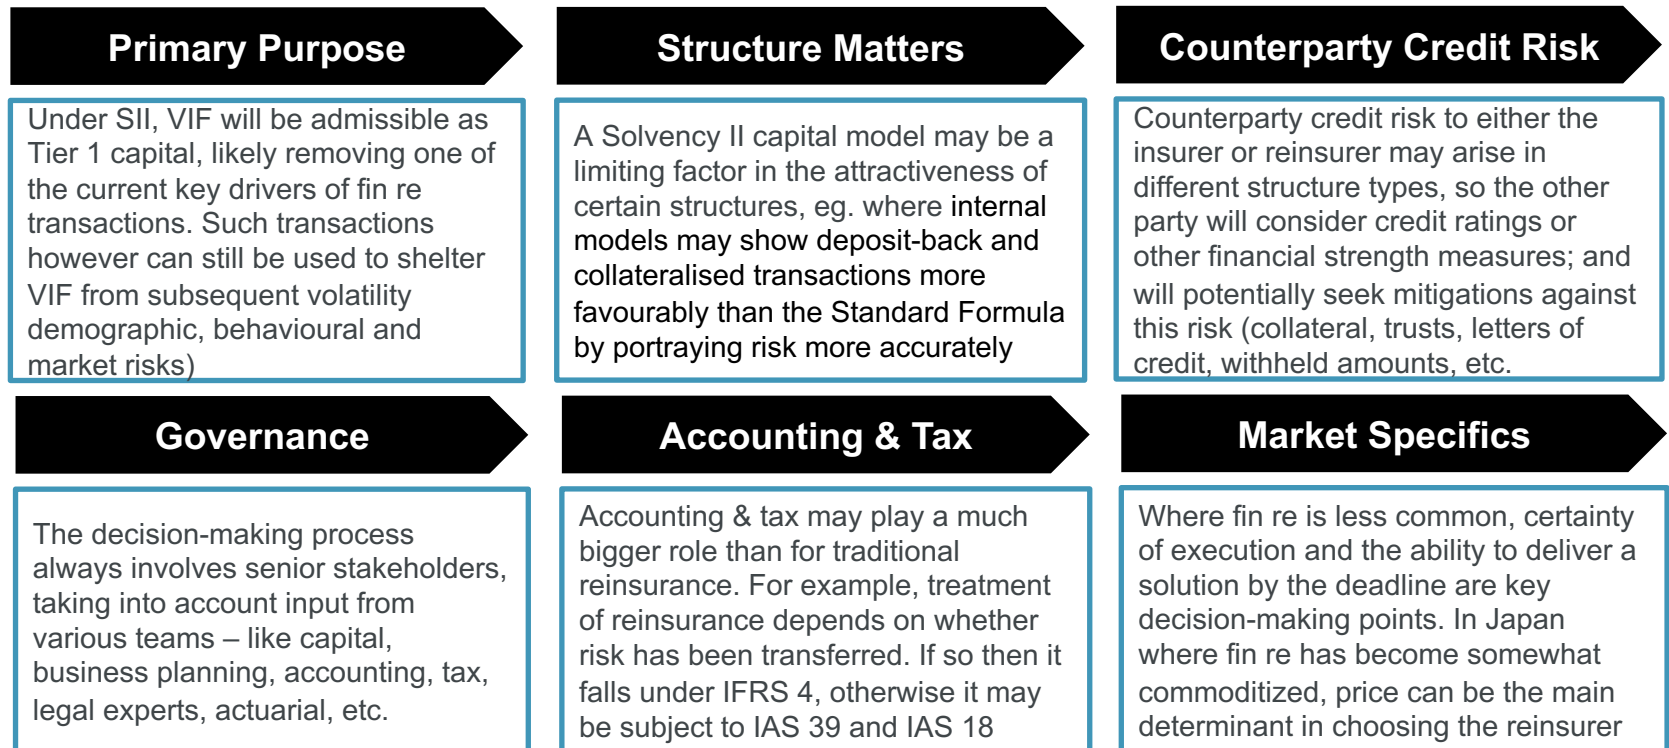 Primary Purpose
Under SII, VIF will be admissible as
Tier 1 capital, likely removing one of
the current key drivers of fin re
transactions. Such transactions
however can still be used to shelter
VIF from subsequent volatility
demographic, behavioural and
market risks)
Structure Matters
A Solvency II capital model may be a
limiting factor in the attractiveness of
certain structures, eg. where internal
models may show deposit-back and
collateralised transactions more
favourably than the Standard Formula
by portraying risk more accurately
Counterparty Credit Risk
Counterparty credit risk to either the
insurer or reinsurer may arise in
different structure types, so the other
party will consider credit ratings or
other financial strength measures; and
will potentially seek mitigations against
this risk (collateral, trusts, letters of
credit, withheld amounts, etc.
Governance
The decision-making process
always involves senior stakeholders,
taking into account input from
various teams – like capital,
business planning, accounting, tax,
legal experts, actuarial, etc.
Accounting & Tax
Accounting & tax may play a much
bigger role than for traditional
reinsurance. For example, treatment
of reinsurance depends on whether
risk has been transferred. If so then it
falls under IFRS 4, otherwise it may
be subject to IAS 39 and IAS 18
Market Specifics
Where fin re is less common, certainty
of execution and the ability to deliver a
solution by the deadline are key
decision-making points. In Japan
where fin re has become somewhat
commoditized, price can be the main
determinant in choosing the reinsurer